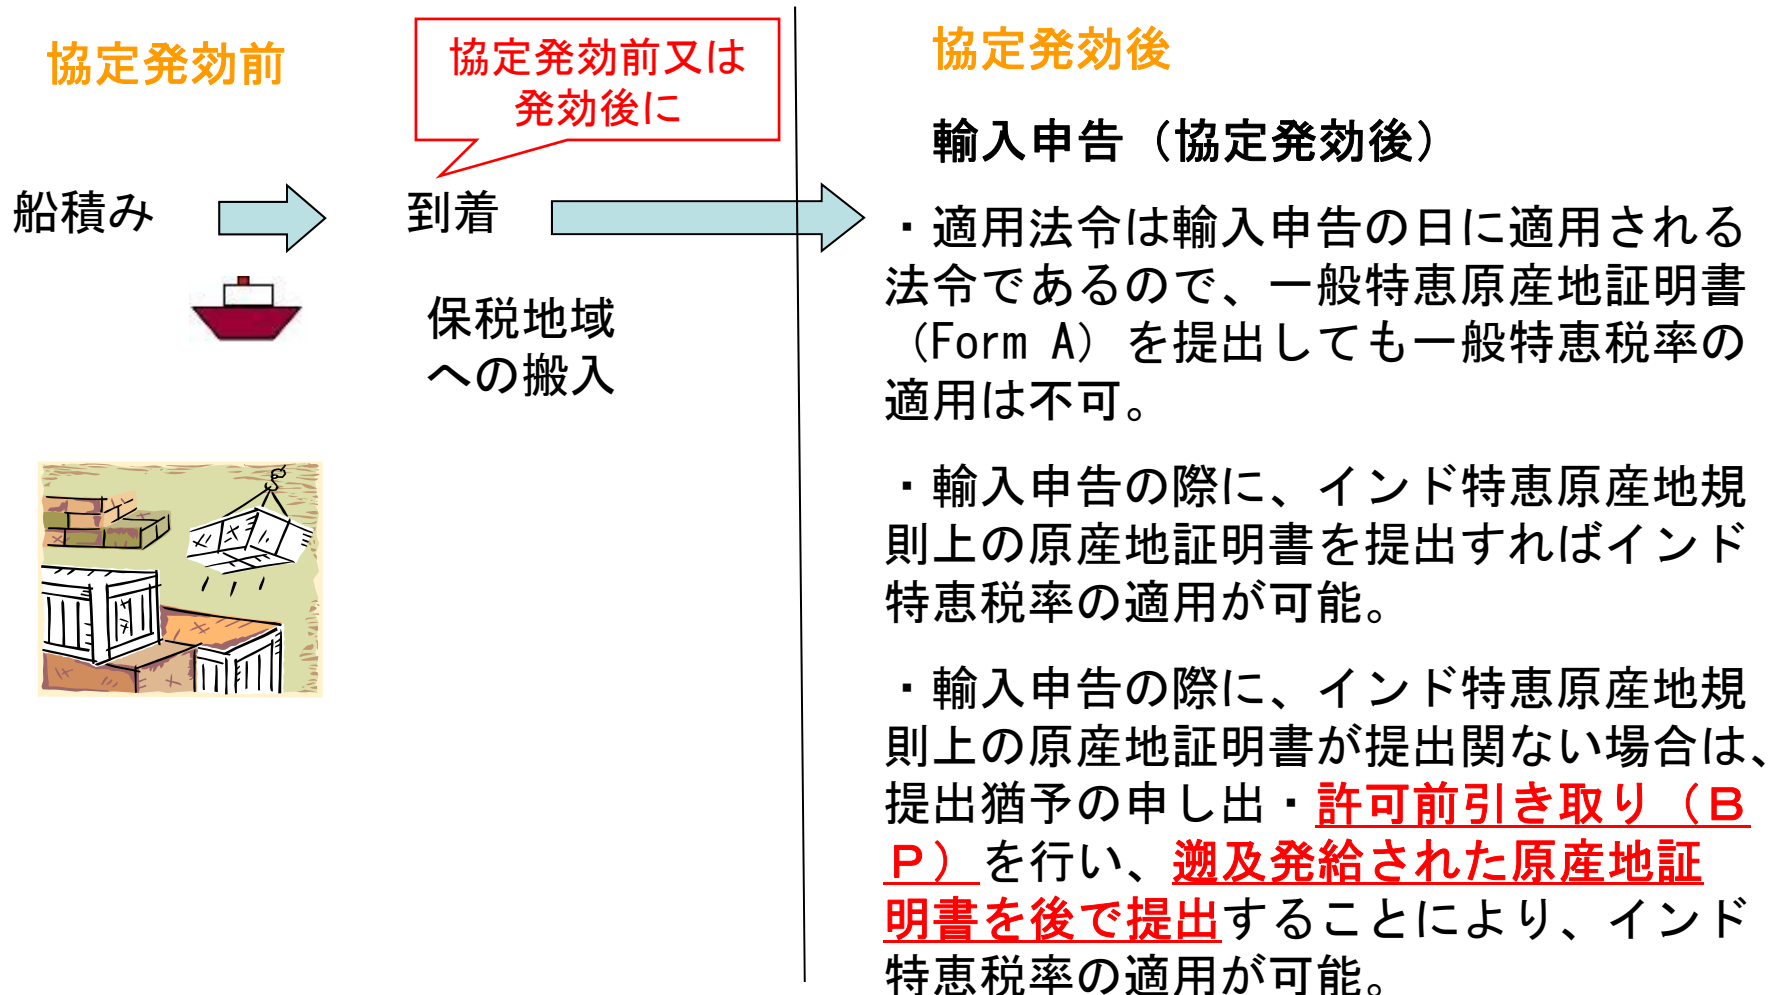 協定発効前
協定発効前又は
発効後に
船積み
到着
保税地域
への搬入
協定発効後
輸入申告（協定発効後）
・適用法令は輸入申告の日に適用される
法令であるので、一般特恵原産地証明書
（Form A）を提出しても一般特恵税率の
適用は不可。
・輸入申告の際に、インド特恵原産地規
則上の原産地証明書を提出すればインド
特恵税率の適用が可能。
・輸入申告の際に、インド特恵原産地規
則上の原産地証明書が提出関ない場合は、
提出猶予の申し出・許可前引き取り（Ｂ
Ｐ）を行い、遡及発給された原産地証
明書を後で提出することにより、インド
特恵税率の適用が可能。